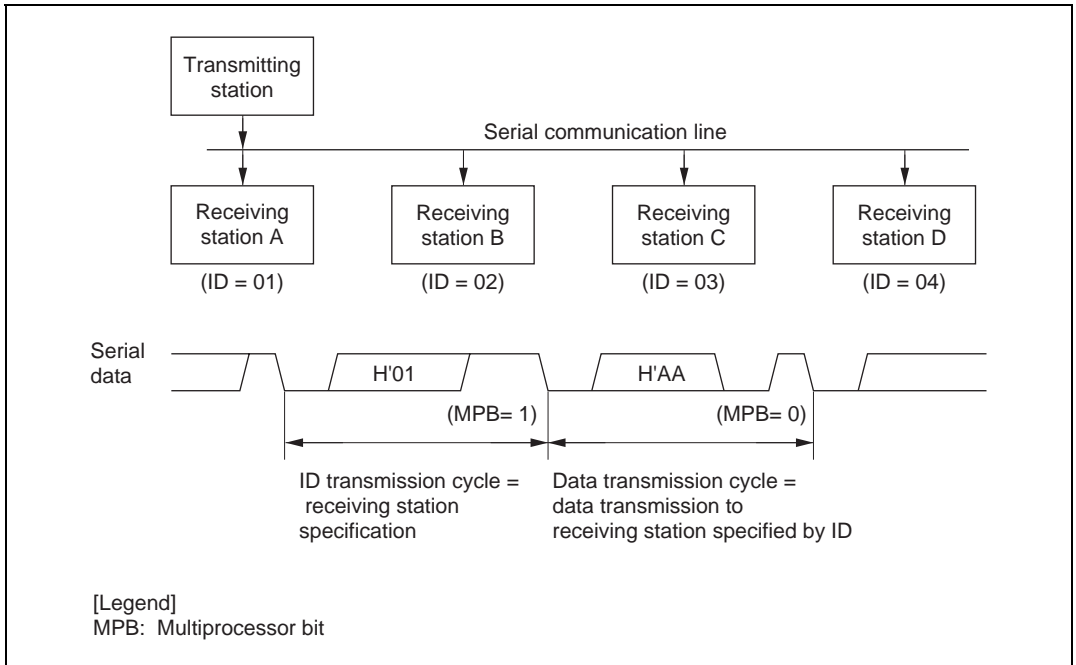 Transmitting
station
Serial communication line
Receiving
station A
(ID = 01)
Receiving
station B
(ID = 02)
Receiving
station C
(ID = 03)
Receiving
station D
(ID = 04)
Serial
data
H'01
H'AA
(MPB= 1)
(MPB= 0)
ID transmission cycle =
receiving station
specification
Data transmission cycle =
data transmission to
receiving station specified by ID
[Legend]
MPB: Multiprocessor bit